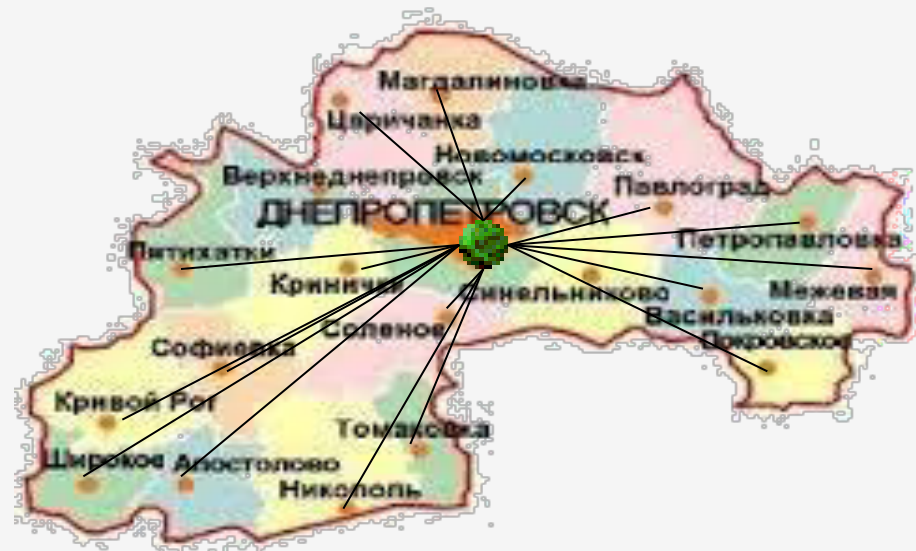 Магдалиновка
Царичанка
Новомосковск
Верхнеднепровск
Павлоград
ДНЕПРОПЕТРОВСК
Петропавловка
Пятихатки
Кринички
Синельниково
Межевая
Васильковка
Соленое
Покровское
Софиевка
Кривой Рог
Томаковка
Широкое
Апостолово
Никополь